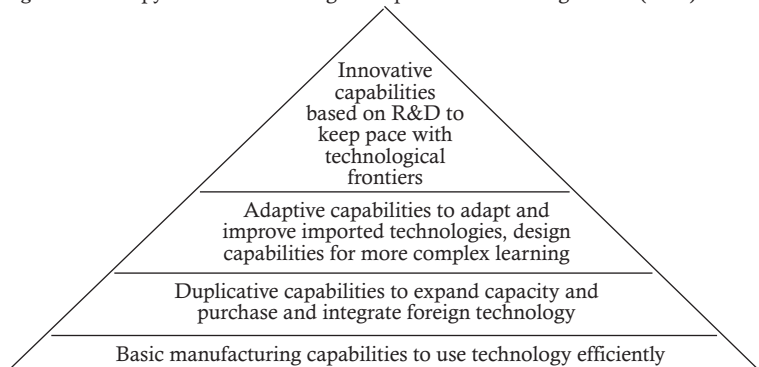 Innovative
capabilities
based on R&D to
keep pace with
technological
frontiers
Adaptive capabilities to adapt and
improve imported technologies, design
capabilities for more complex learning
Duplicative capabilities to expand capacity and
purchase and integrate foreign technology
Basic manufacturing capabilities to use technology efficiently